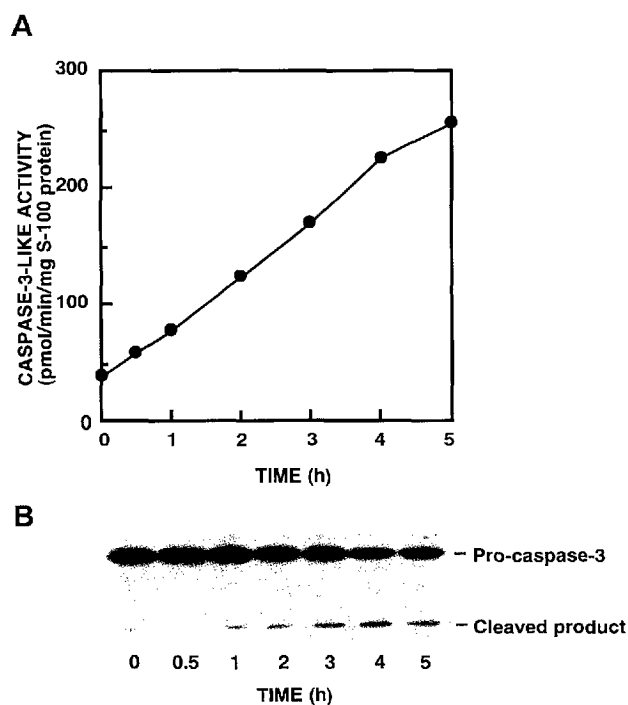 A
CASPASE-3-LIKE ACTIVITY
(pmol/min/mg S-100 protein)
300
200
100
0
0 1 2 3 4 5
TIME (h)
B
Pro-caspase-3
Cleaved product
0 0.5 1 2 3 4 5
TIME (h)